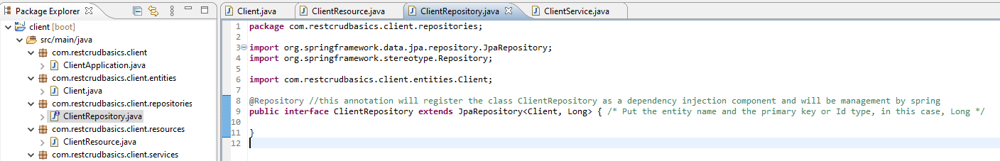 Package Explorer
client [boot]
src/main/java
com.restcrudbasics.client
ClientApplication.java
com.restcrudbasics.client.entities
Client.java
com.restcrudbasics.client.repositories
ClientRepository.java
com.restcrudbasics.client.resources
ClientResource.java
com.restcrudbasics.client.services
Client.java ClientResource.java ClientRepository.java ClientService.java
1 package com.restcrudbasics.client.repositories;
2
3 import org.springframework.data.jpa.repository.JpaRepository;
4 import org.springframework.stereotype.Repository;
5
6 import com.restcrudbasics.client.entities.Client;
7
8 @Repository //this annotation will register the class ClientRepository as a dependency injection component and will be management by spring
9 public interface ClientRepository extends JpaRepository<Client, Long> { /* Put the entity name and the primary key or Id type, in this case, Long */
10
11 }
12